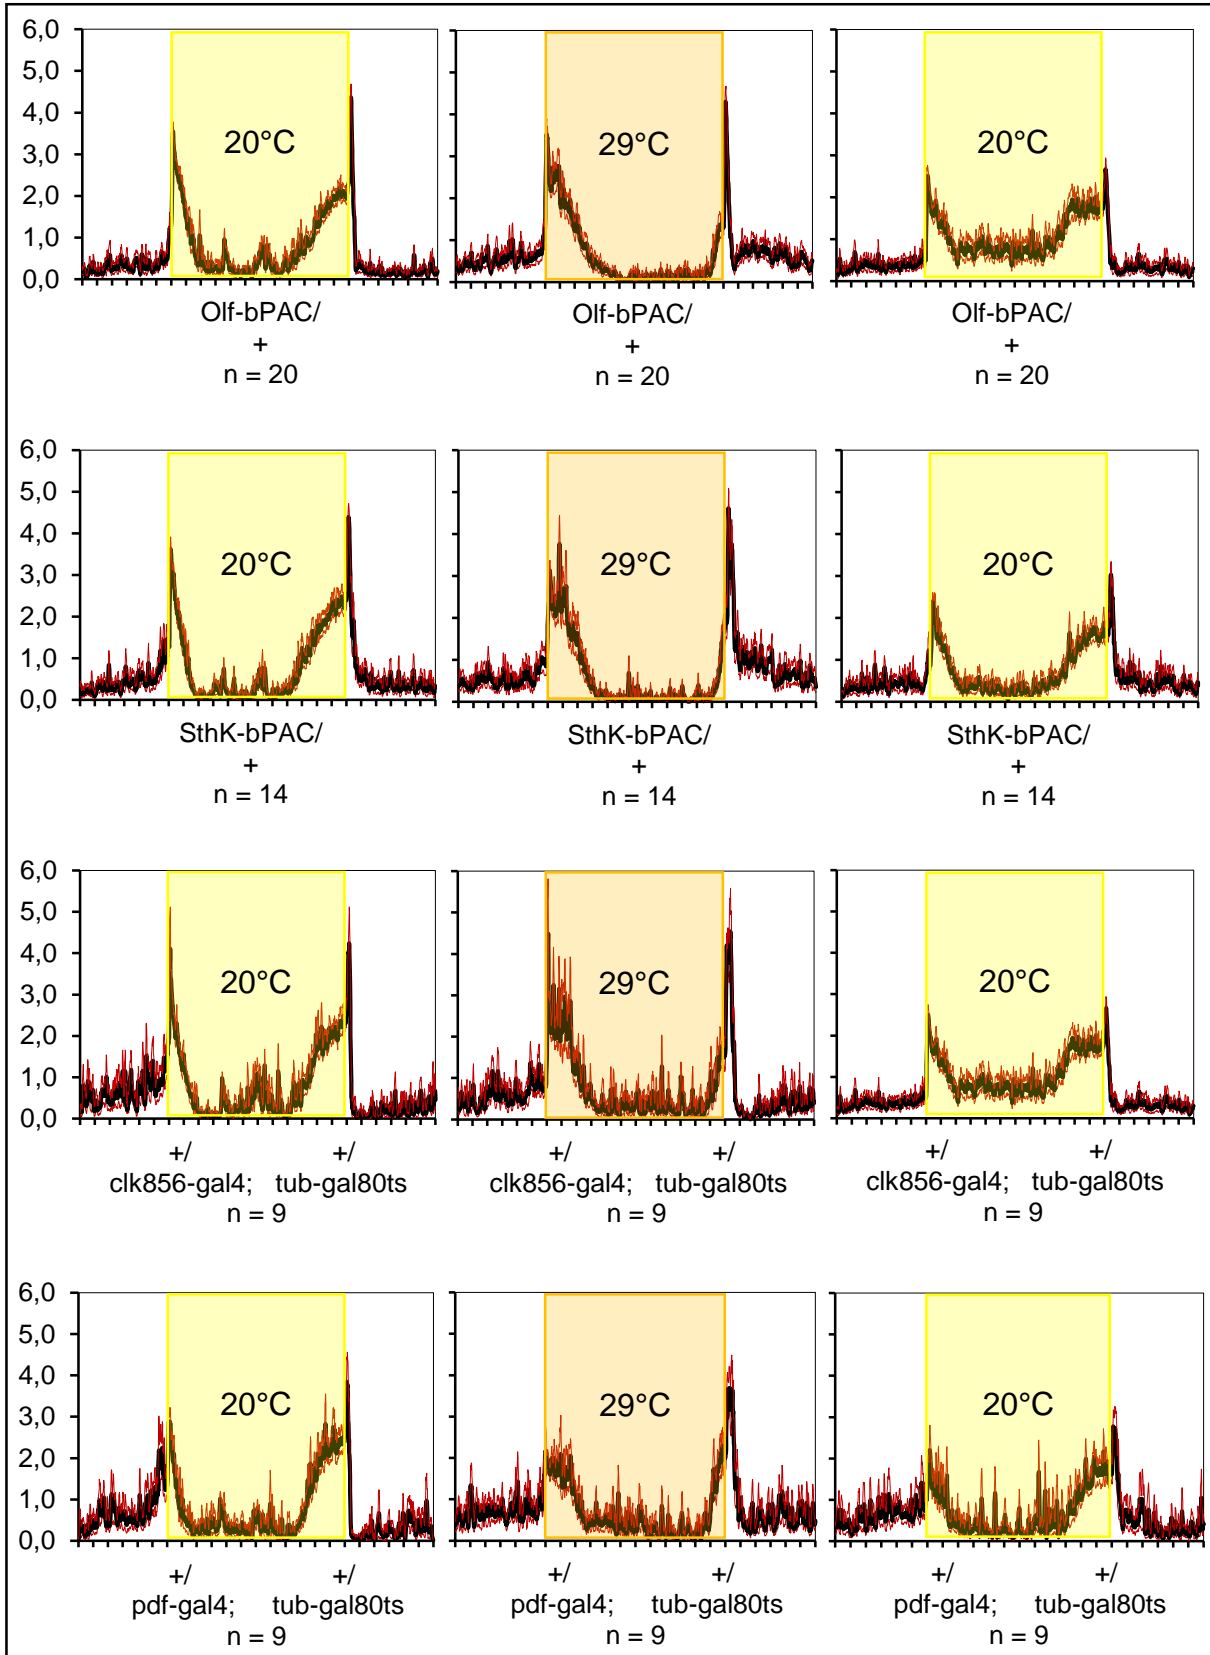 6,0
5,0
4,0
3,0
2,0
1,0
0,0
20°C
29°C
20°C
Olf-bPAC/
+
n = 20
Olf-bPAC/
+
n = 20
Olf-bPAC/
+
n = 20
6,0
5,0
4,0
3,0
2,0
1,0
0,0
20°C
29°C
20°C
SthK-bPAC/
+
n = 14
SthK-bPAC/
+
n = 14
SthK-bPAC/
+
n = 14
6,0
5,0
4,0
3,0
2,0
1,0
0,0
20°C
29°C
20°C
+/ +/
clk856-gal4; tub-gal80ts
n = 9
+/ +/
clk856-gal4; tub-gal80ts
n = 9
+/ +/
clk856-gal4; tub-gal80ts
n = 9
6,0
5,0
4,0
3,0
2,0
1,0
0,0
20°C
29°C
20°C
+/ +/
pdf-gal4; tub-gal80ts
n = 9
+/ +/
pdf-gal4; tub-gal80ts
n = 9
+/ +/
pdf-gal4; tub-gal80ts
n = 9